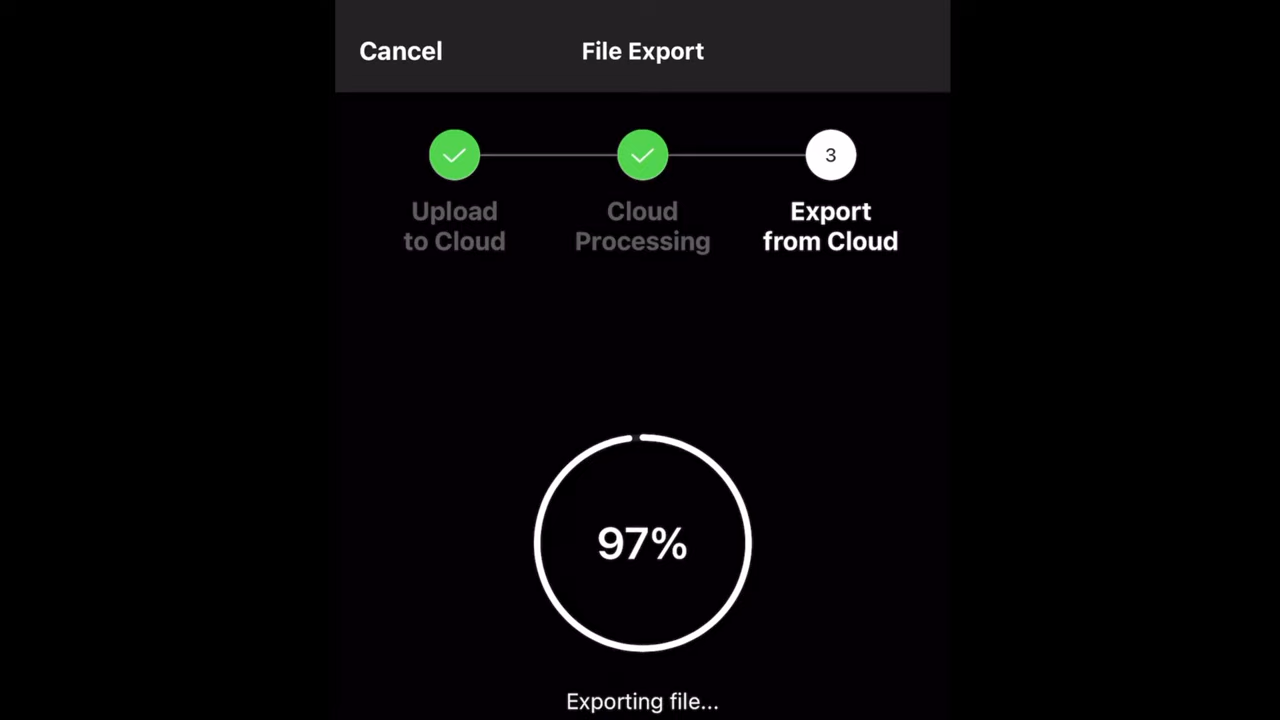 Cancel
File Export
3
Upload
to Cloud
Cloud
Processing
Export
from Cloud
97%
Exporting file...